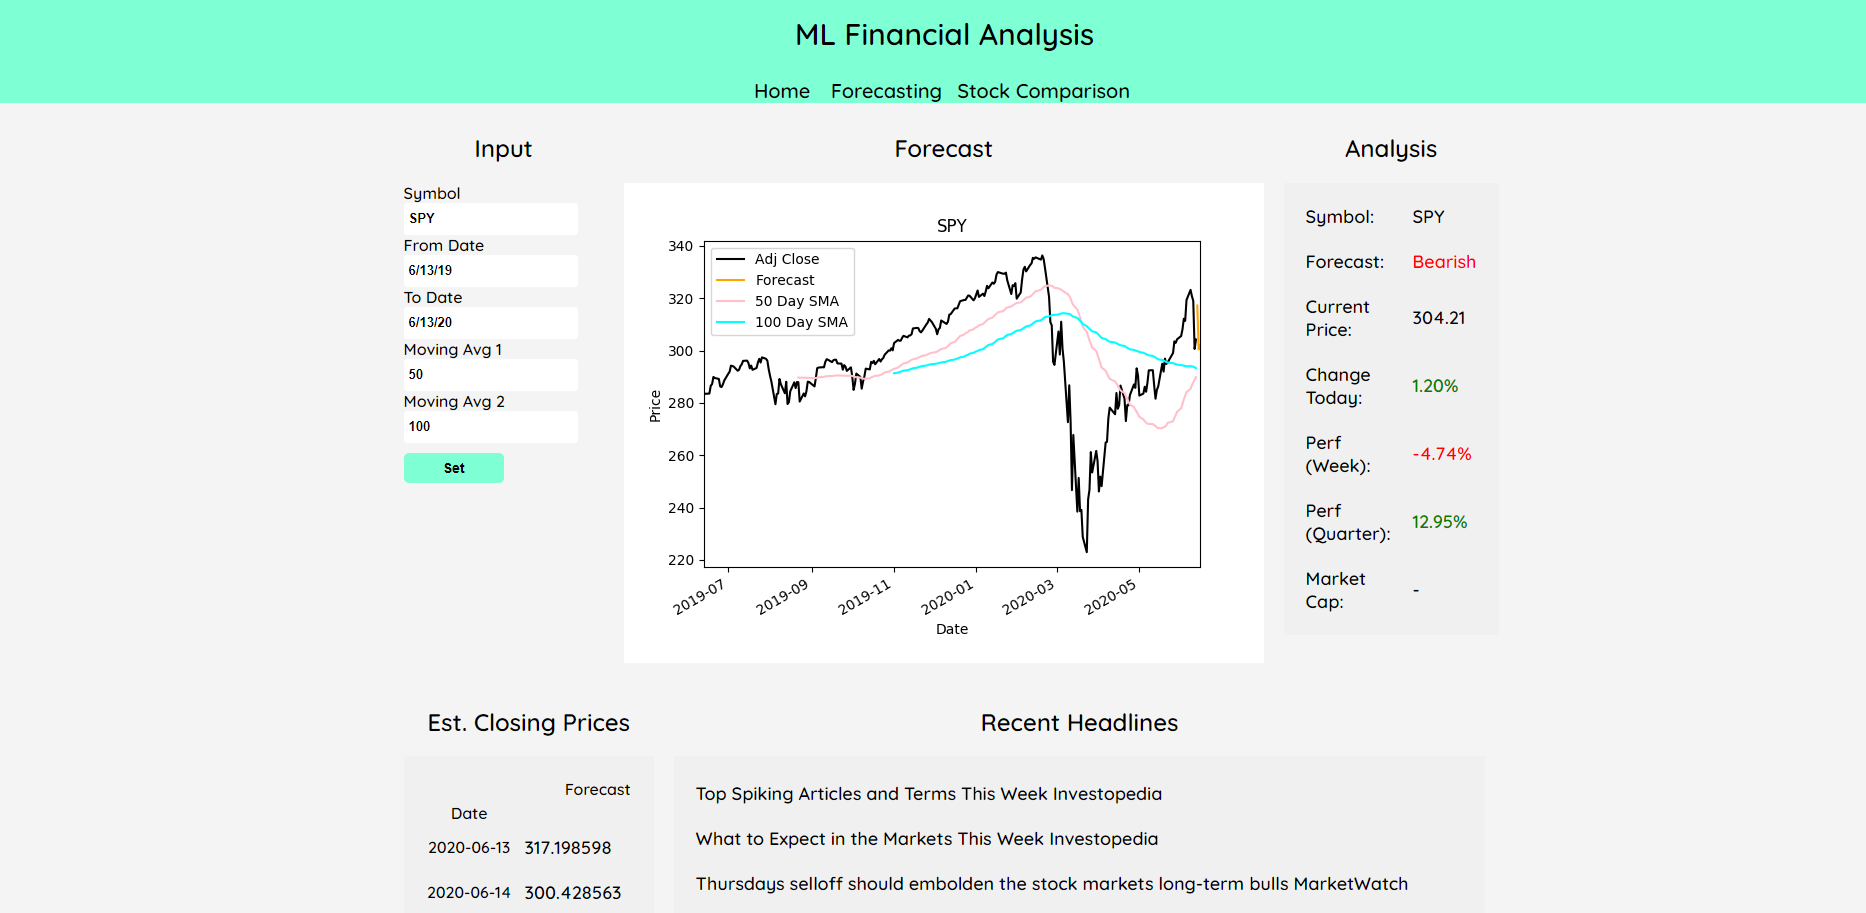 ML Financial Analysis
Home Forecasting Stock Comparison
Input
Symbol
SPY
From Date
6/13/19
To Date
6/13/20
Moving Avg 1
50
Moving Avg 2
100
Set
Forecast
SPY
Adj Close
Forecast
50 Day SMA
100 Day SMA
340
320
300
280
260
240
220
Price
2019-07
2019-09
2019-11
2020-01
2020-03
2020-05
Date
Analysis
Symbol: SPY
Forecast: Bearish
Current
Price: 304.21
Change
Today: 1.20%
Perf
(Week): -4.74%
Perf
(Quarter): 12.95%
Market
Cap: -
Est. Closing Prices
Forecast
Date
2020-06-13 317.198598
2020-06-14 300.428563
Recent Headlines
Top Spiking Articles and Terms This Week Investopedia
What to Expect in the Markets This Week Investopedia
Thursdays selloff should embolden the stock markets long-term bulls MarketWatch